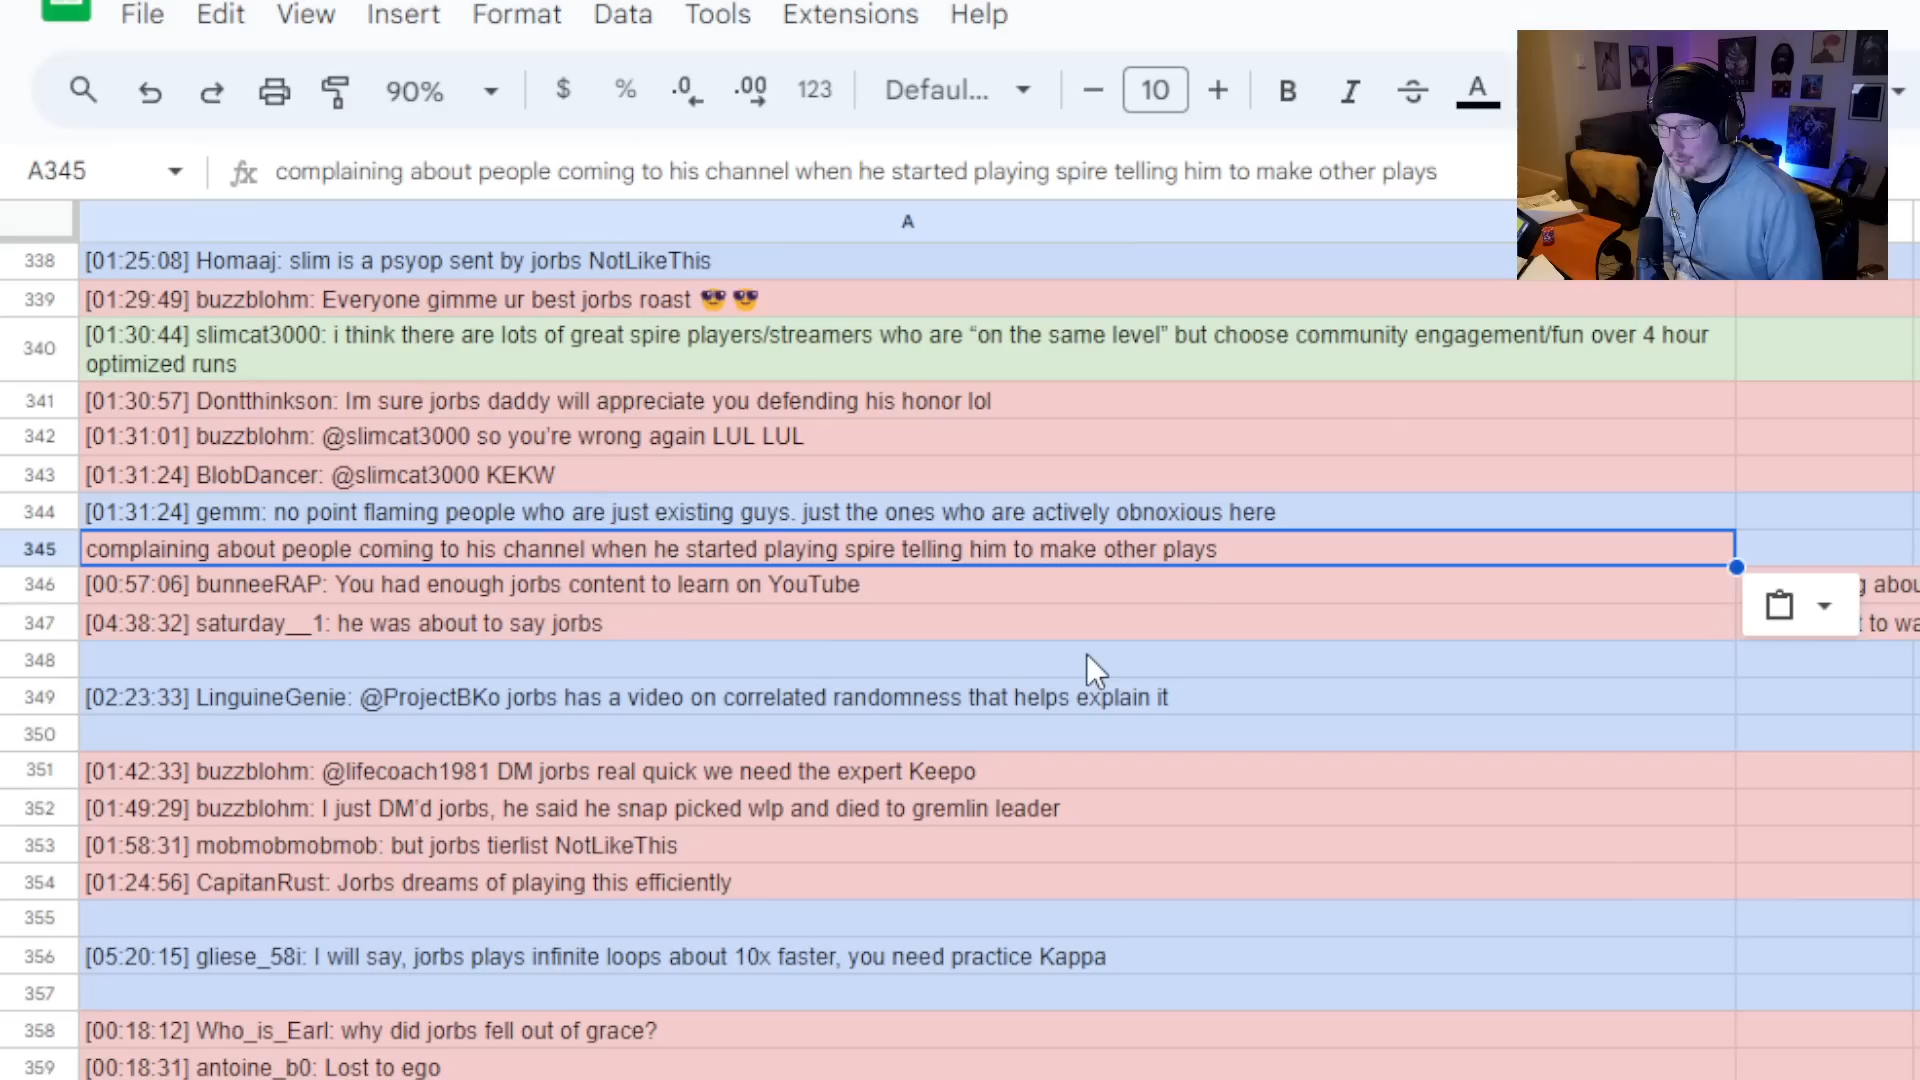 File Edit View Insert Format Data Tools Extensions Help
90% $ % .0 .00 123 Defaul... 10 B I A
A345 fx complaining about people coming to his channel when he started playing spire telling him to make other plays
A
338 [01:25:08] Homaaj: slim is a psyop sent by jorbs NotLikeThis
339 [01:29:49] buzzblohm: Everyone gimme ur best jorbs roast 😎 😎
340 [01:30:44] slimcat3000: i think there are lots of great spire players/streamers who are “on the same level” but choose community engagement/fun over 4 hour
optimized runs
341 [01:30:57] Dontthinkson: Im sure jorbs daddy will appreciate you defending his honor lol
342 [01:31:01] buzzblohm: @slimcat3000 so you’re wrong again LUL LUL
343 [01:31:24] BlobDancer: @slimcat3000 KEKW
344 [01:31:24] gemm: no point flaming people who are just existing guys. just the ones who are actively obnoxious here
345 complaining about people coming to his channel when he started playing spire telling him to make other plays
346 [00:57:06] bunneeRAP: You had enough jorbs content to learn on YouTube
347 [04:38:32] saturday__1: he was about to say jorbs to
348
349 [02:23:33] LinguineGenie: @ProjectBKo jorbs has a video on correlated randomness that helps explain it
350
351 [01:42:33] buzzblohm: @lifecoach1981 DM jorbs real quick we need the expert Keepo
352 [01:49:29] buzzblohm: I just DM’d jorbs, he said he snap picked wlp and died to gremlin leader
353 [01:58:31] mobmobmobmob: but jorbs tierlist NotLikeThis
354 [01:24:56] CapitanRust: Jorbs dreams of playing this efficiently
355
356 [05:20:15] gliese_58i: I will say, jorbs plays infinite loops about 10x faster, you need practice Kappa
357
358 [00:18:12] Who_is_Earl: why did jorbs fell out of grace?
359 [00:18:31] antoine_b0: Lost to ego